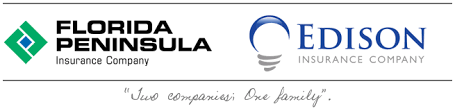 FLORIDA
PENINSULA
Insurance Company
EDISON
INSURANCE COMPANY
"Two companies; One family".